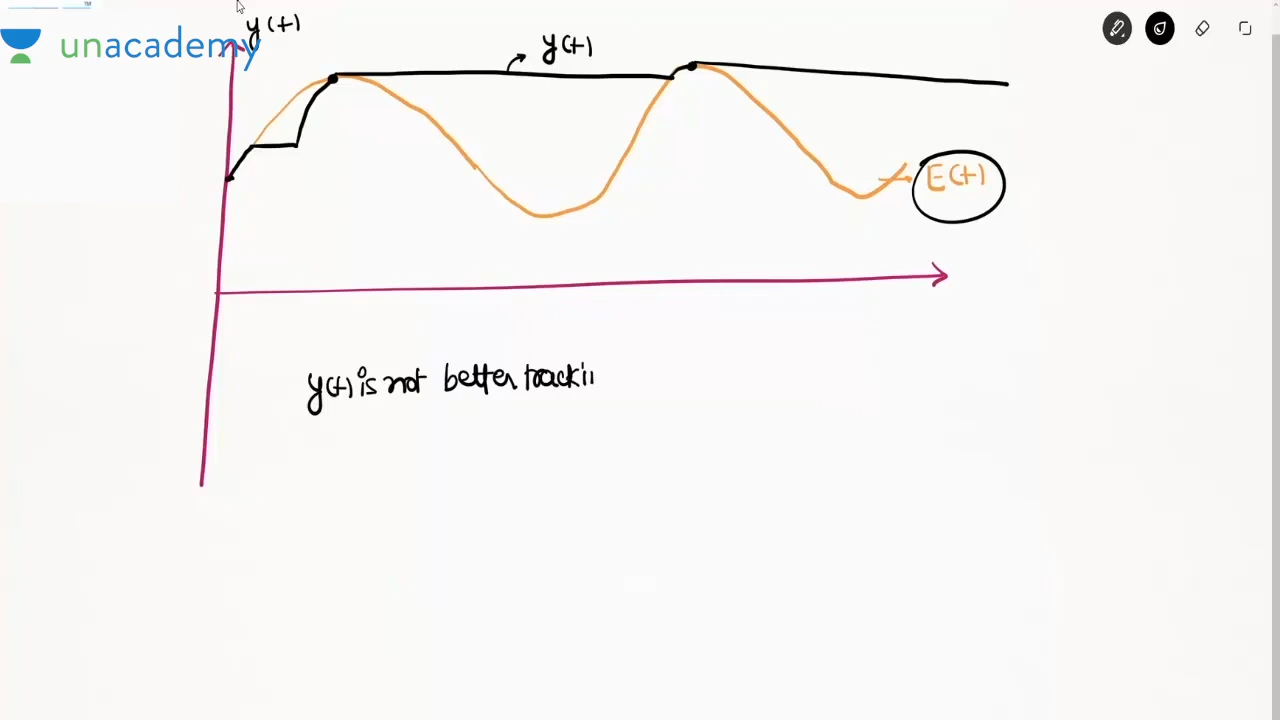 y(t)
unacademy
y(t)
E(t)
y(t) is not better tracki